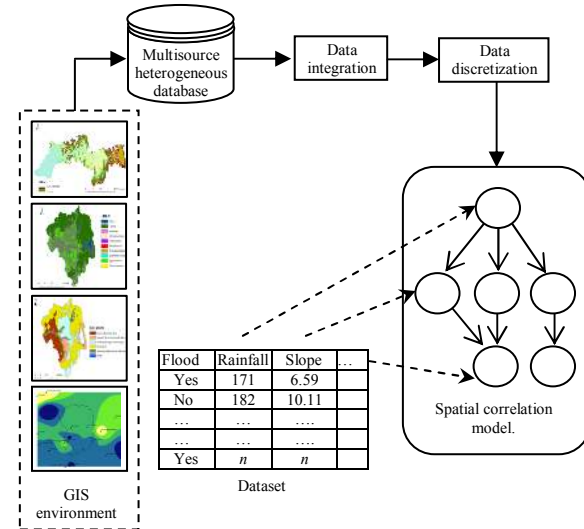 Multisource
heterogeneous
database
Data
integration
Data
discretization
Flood Rainfall Slope …
Yes 171 6.59
No 182 10.11
… … ….
… … ….
Yes n n
Dataset
Spatial correlation
model.
GIS
environment